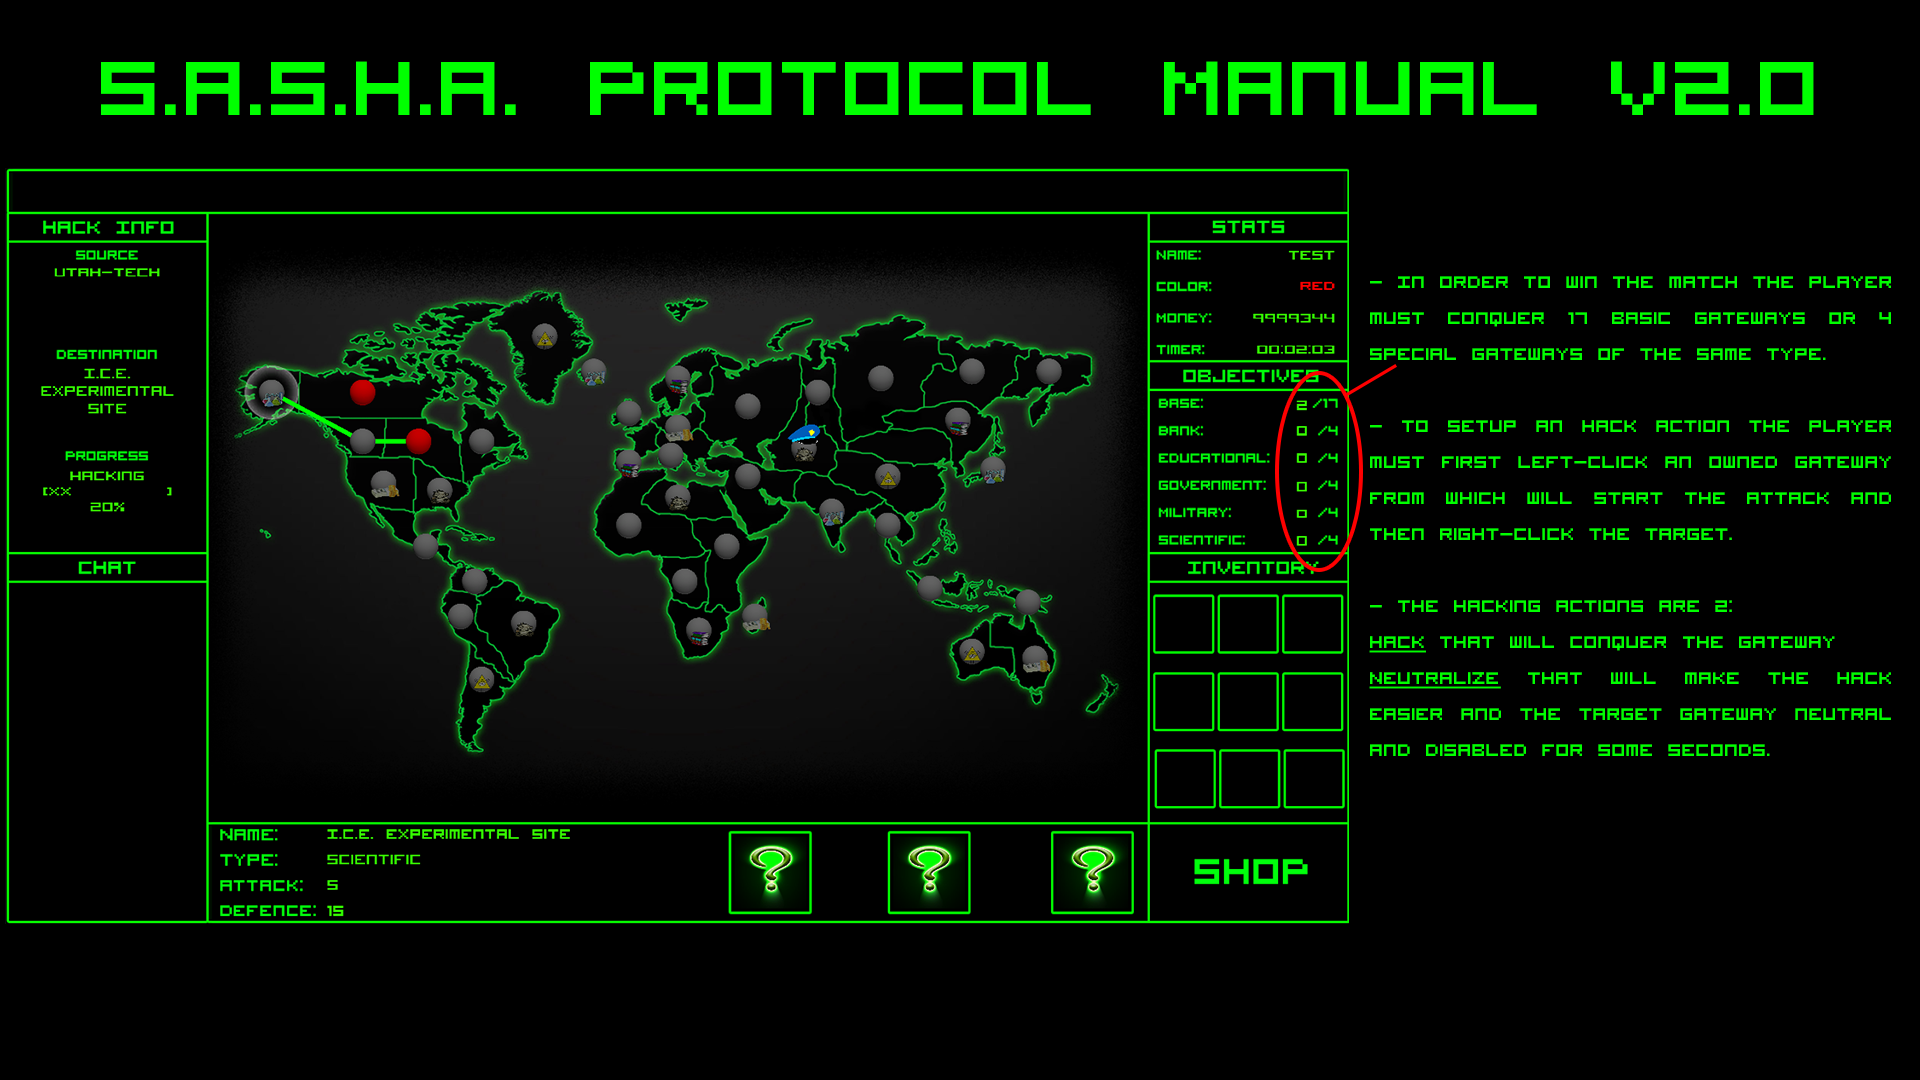 S.A.S.H.A. PROTOCOL MANUAL V2.0
HACK INFO
SOURCE
UTAH-TECH
DESTINATION
I.C.E.
EXPERIMENTAL
SITE
PROGRESS
HACKING
[XX ]
20%
CHAT
STATS
NAME: TEST
COLOR: RED
MONEY: 9999344
TIMER: 00:02:03
OBJECTIVES
BASE: 2 /17
BANK: 0 /4
EDUCATIONAL: 0 /4
GOVERNMENT: 0 /4
MILITARY: 0 /4
SCIENTIFIC: 0 /4
INVENTORY
SHOP
NAME: I.C.E. EXPERIMENTAL SITE
TYPE: SCIENTIFIC
ATTACK: 5
DEFENCE: 15
? ? ?
- IN ORDER TO WIN THE MATCH THE PLAYER
MUST CONQUER 17 BASIC GATEWAYS OR 4
SPECIAL GATEWAYS OF THE SAME TYPE.
- TO SETUP AN HACK ACTION THE PLAYER
MUST FIRST LEFT-CLICK AN OWNED GATEWAY
FROM WHICH WILL START THE ATTACK AND
THEN RIGHT-CLICK THE TARGET.
- THE HACKING ACTIONS ARE 2:
HACK THAT WILL CONQUER THE GATEWAY
NEUTRALIZE THAT WILL MAKE THE HACK
EASIER AND THE TARGET GATEWAY NEUTRAL
AND DISABLED FOR SOME SECONDS.